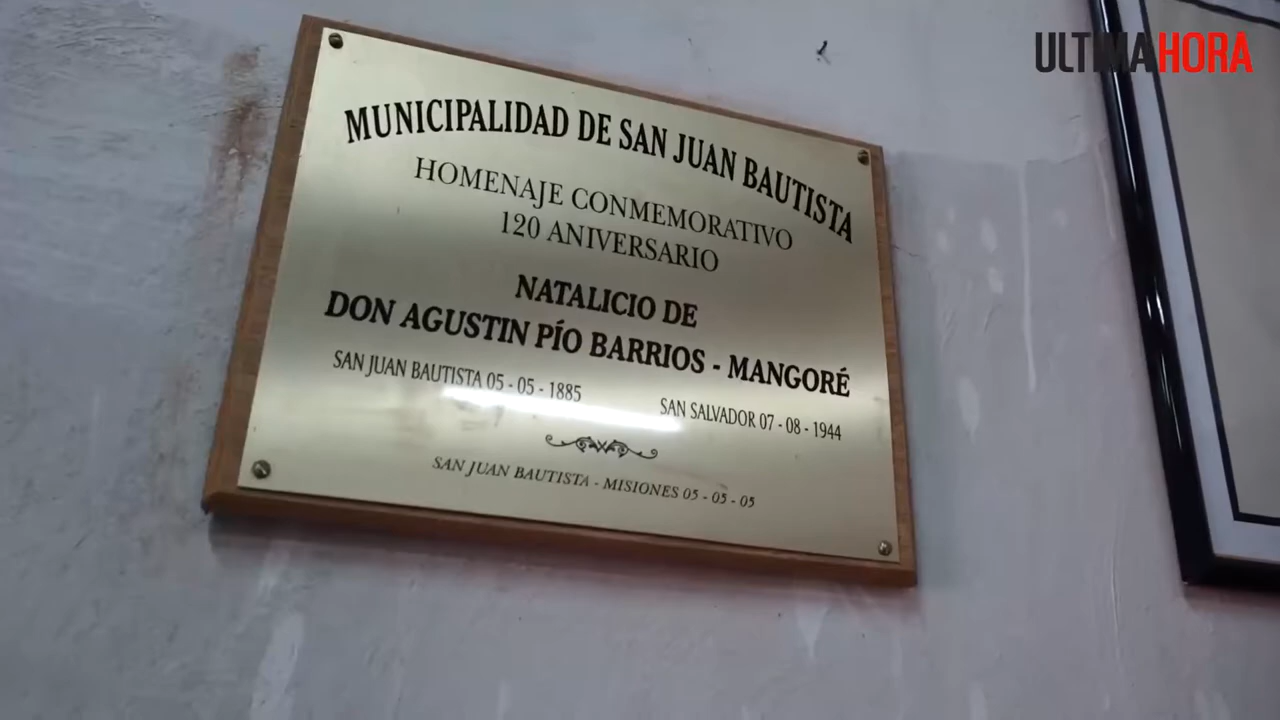 ULTIMAHORA
MUNICIPALIDAD DE SAN JUAN BAUTISTA
HOMENAJE CONMEMORATIVO
120 ANIVERSARIO
NATALICIO DE
DON AGUSTIN PÍO BARRIOS - MANGORÉ
SAN JUAN BAUTISTA 05 - 05 - 1885
SAN SALVADOR 07 - 08 - 1944
SAN JUAN BAUTISTA - MISIONES 05 - 05 - 05